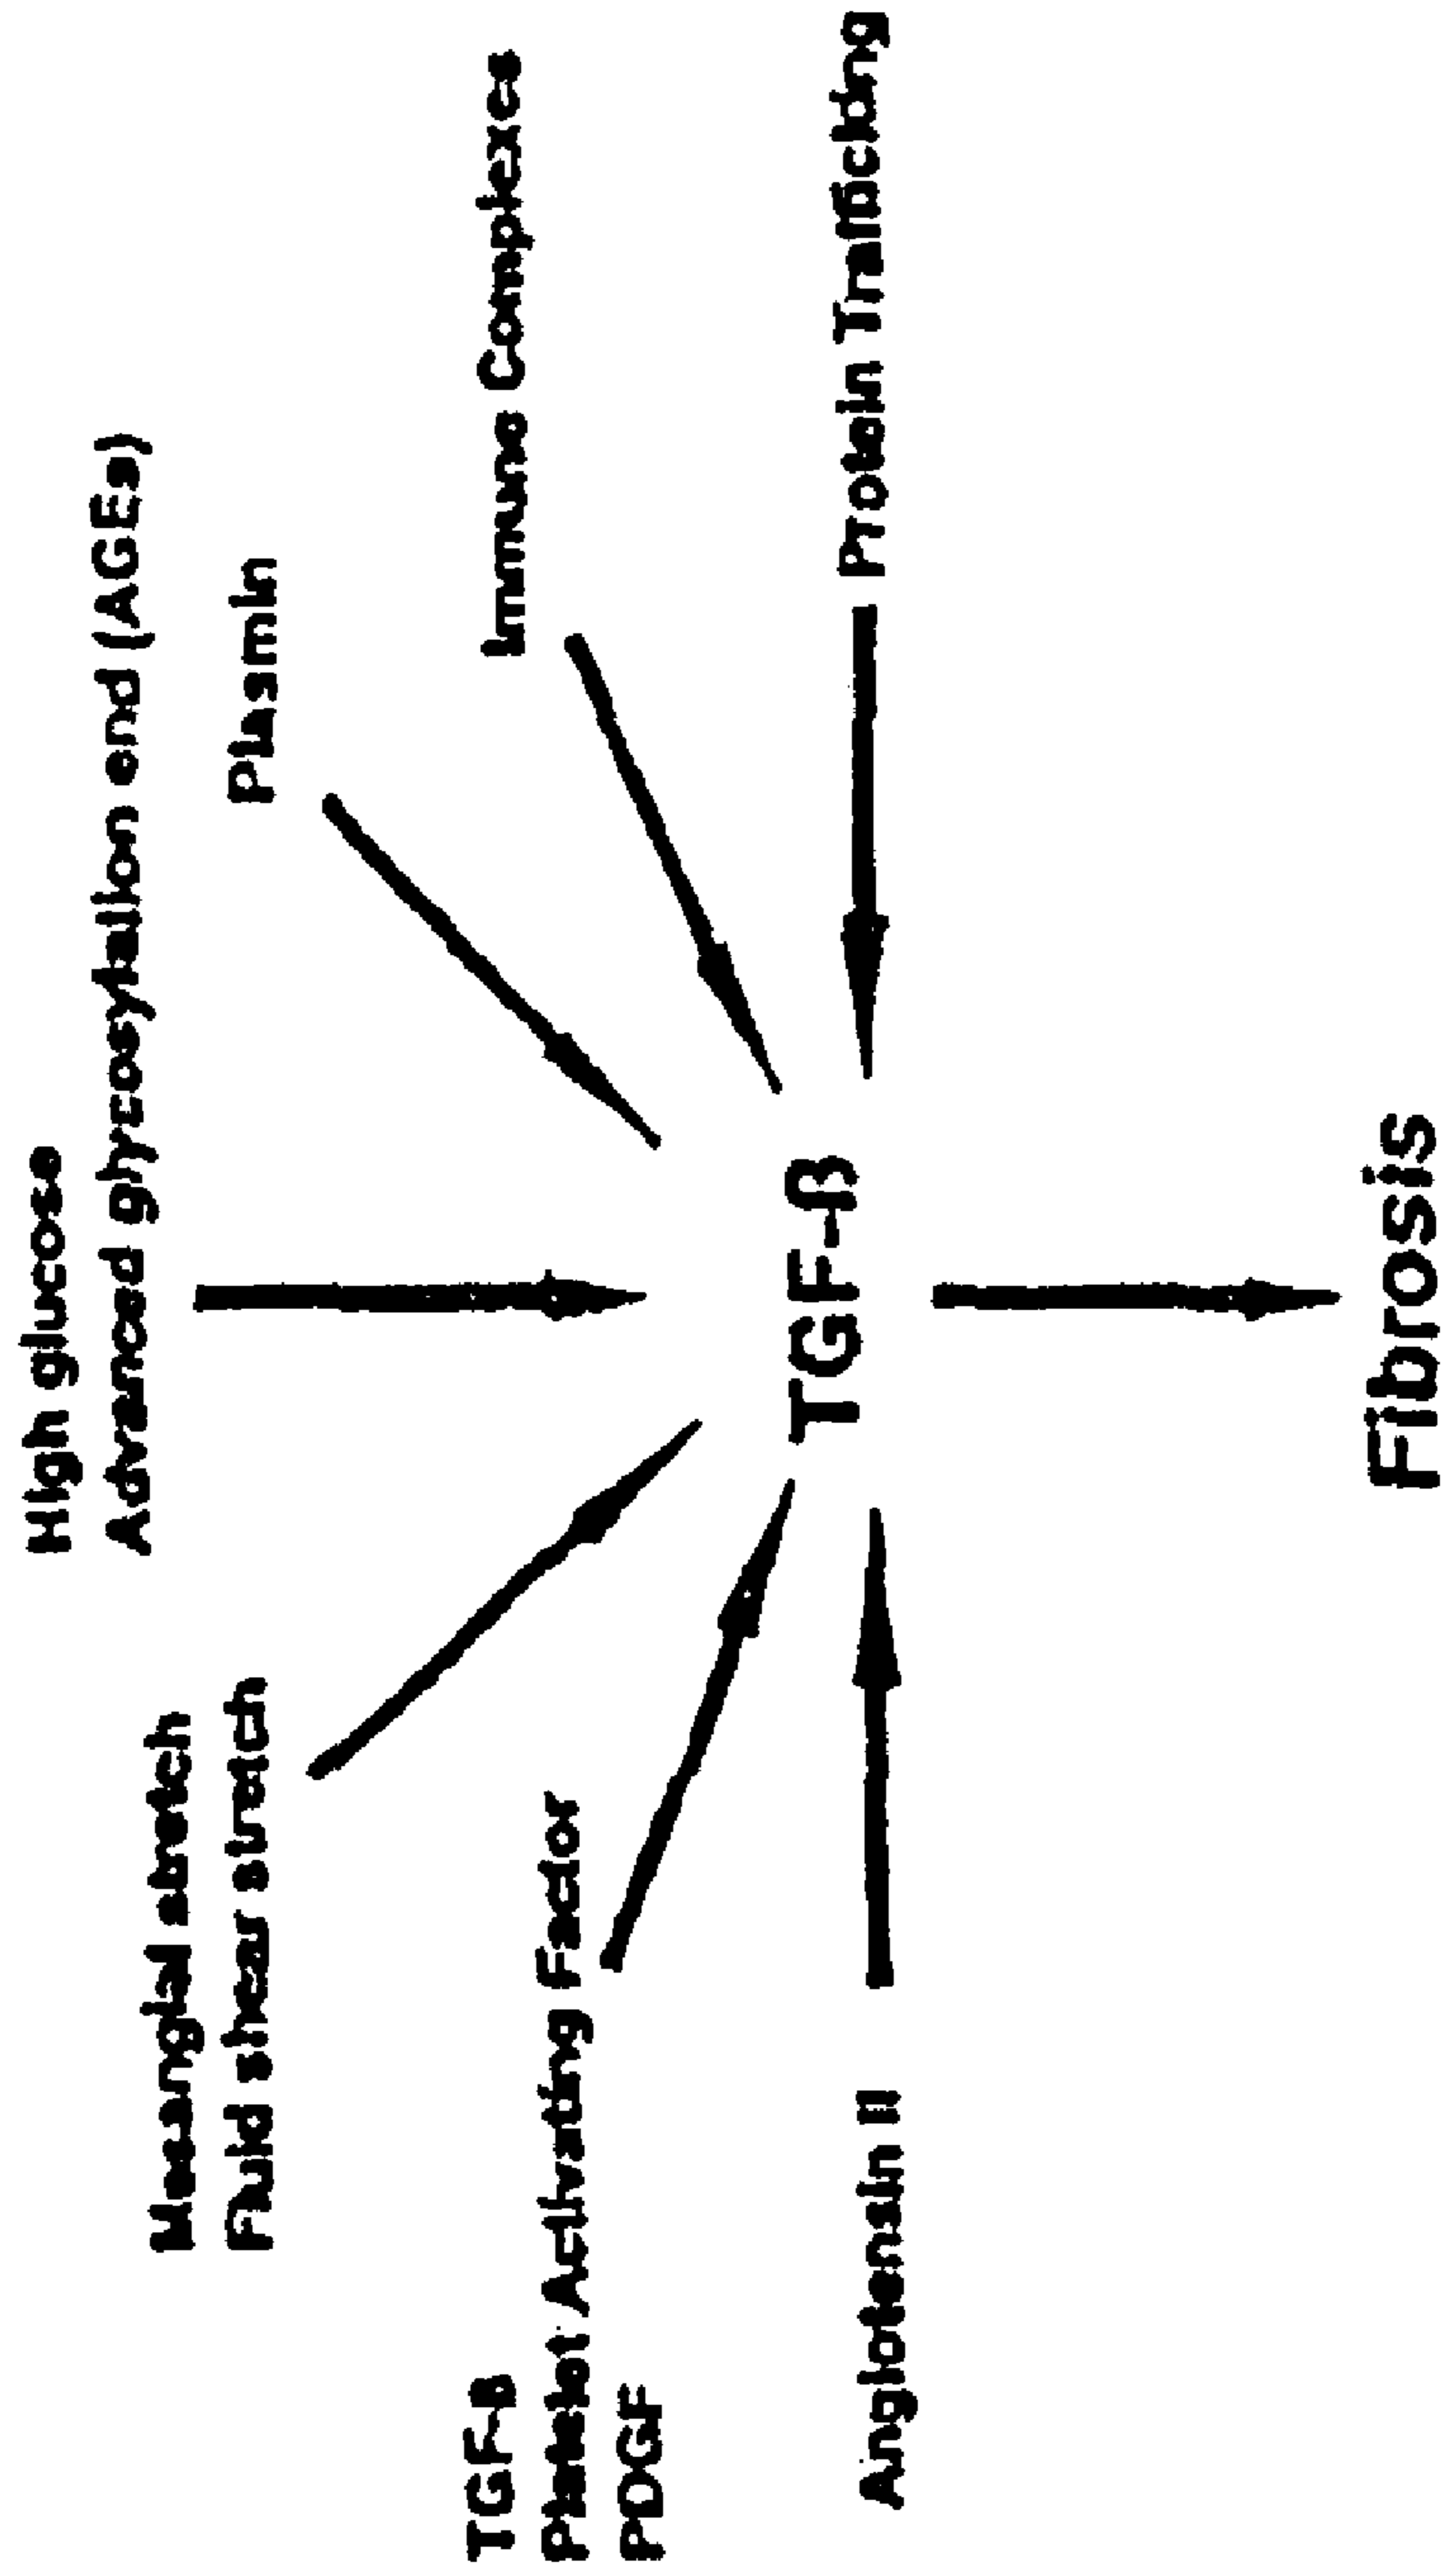 High glucose
Advanced glycosylation end (AGEs)
Mesangial stretch
Fluid shear stretch
Plasmin
TGF-B
Platelet Activating Factor
PDGF
Immune Complexes
Angiotensin II
TGF-β
Protein Trafficking
Fibrosis